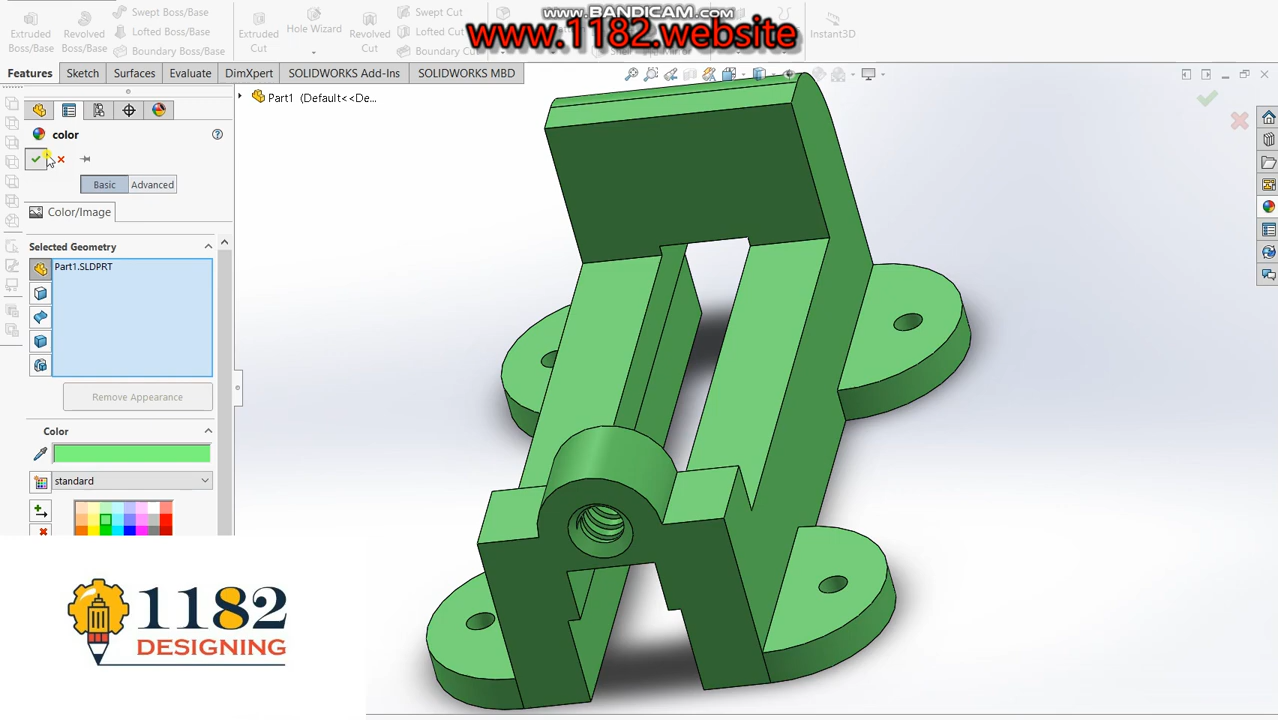 www.BANDICAM.com
www.1182.website
Extruded Boss/Base
Revolved Boss/Base
Swept Boss/Base
Lofted Boss/Base
Boundary Boss/Base
Extruded Cut
Hole Wizard
Revolved Cut
Swept Cut
Lofted Cut
Boundary Cut
Mirror
Instant3D
Features
Sketch
Surfaces
Evaluate
DimXpert
SOLIDWORKS Add-Ins
SOLIDWORKS MBD
Part1 (Default<<De...
color
Basic
Advanced
Color/Image
Selected Geometry
Part1.SLDPRT
Remove Appearance
Color
standard
1182
DESIGNING